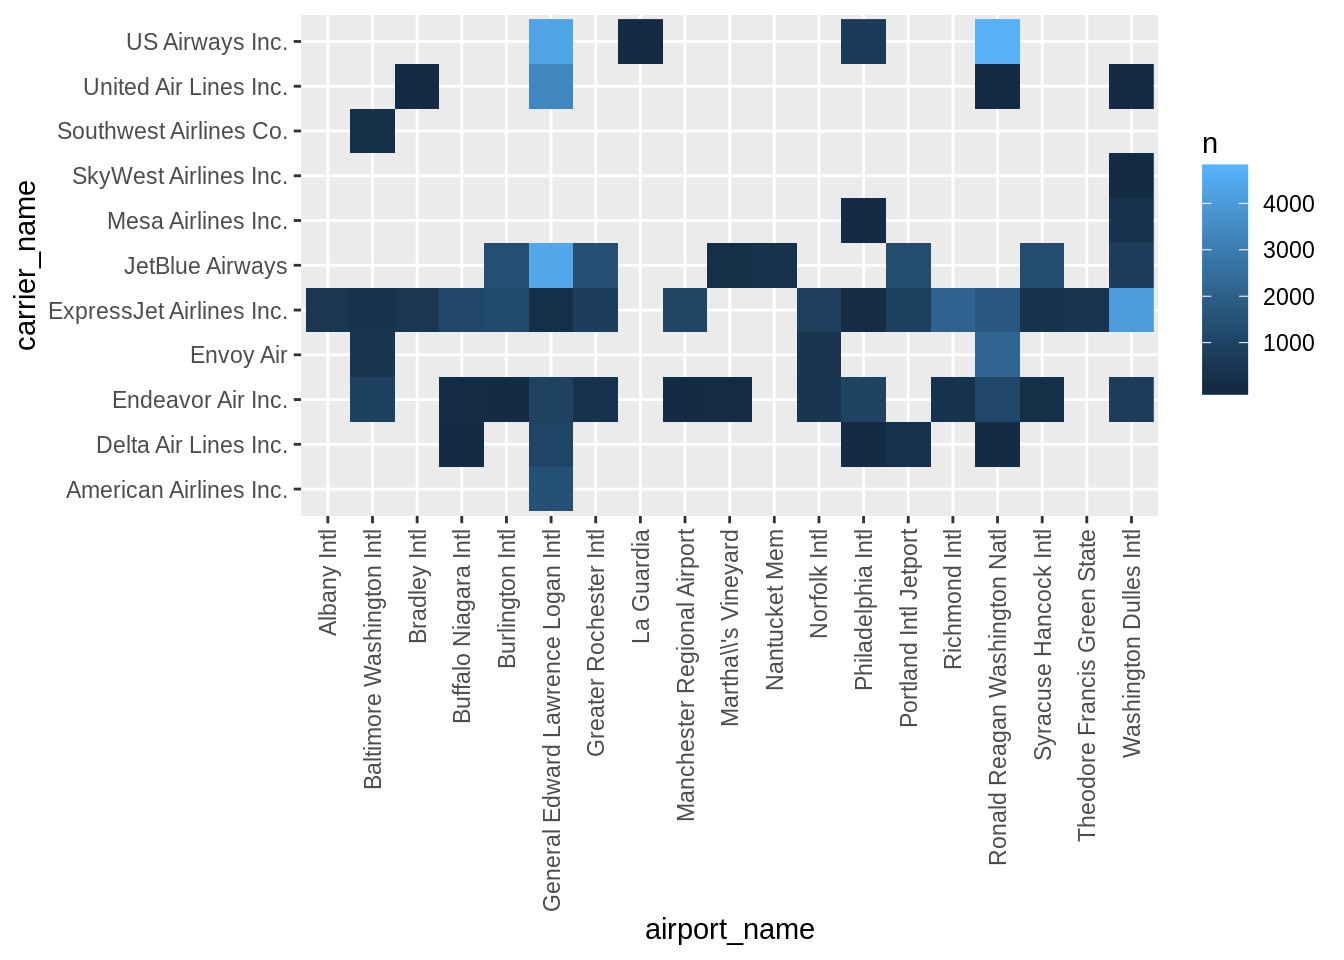 US Airways Inc.
United Air Lines Inc.
Southwest Airlines Co.
SkyWest Airlines Inc.
Mesa Airlines Inc.
JetBlue Airways
ExpressJet Airlines Inc.
Envoy Air
Endeavor Air Inc.
Delta Air Lines Inc.
American Airlines Inc.
carrier_name
Albany Intl
Baltimore Washington Intl
Bradley Intl
Buffalo Niagara Intl
Burlington Intl
General Edward Lawrence Logan Intl
Greater Rochester Intl
La Guardia
Manchester Regional Airport
Martha\\'s Vineyard
Nantucket Mem
Norfolk Intl
Philadelphia Intl
Portland Intl Jetport
Richmond Intl
Ronald Reagan Washington Natl
Syracuse Hancock Intl
Theodore Francis Green State
Washington Dulles Intl
airport_name
n
4000
3000
2000
1000